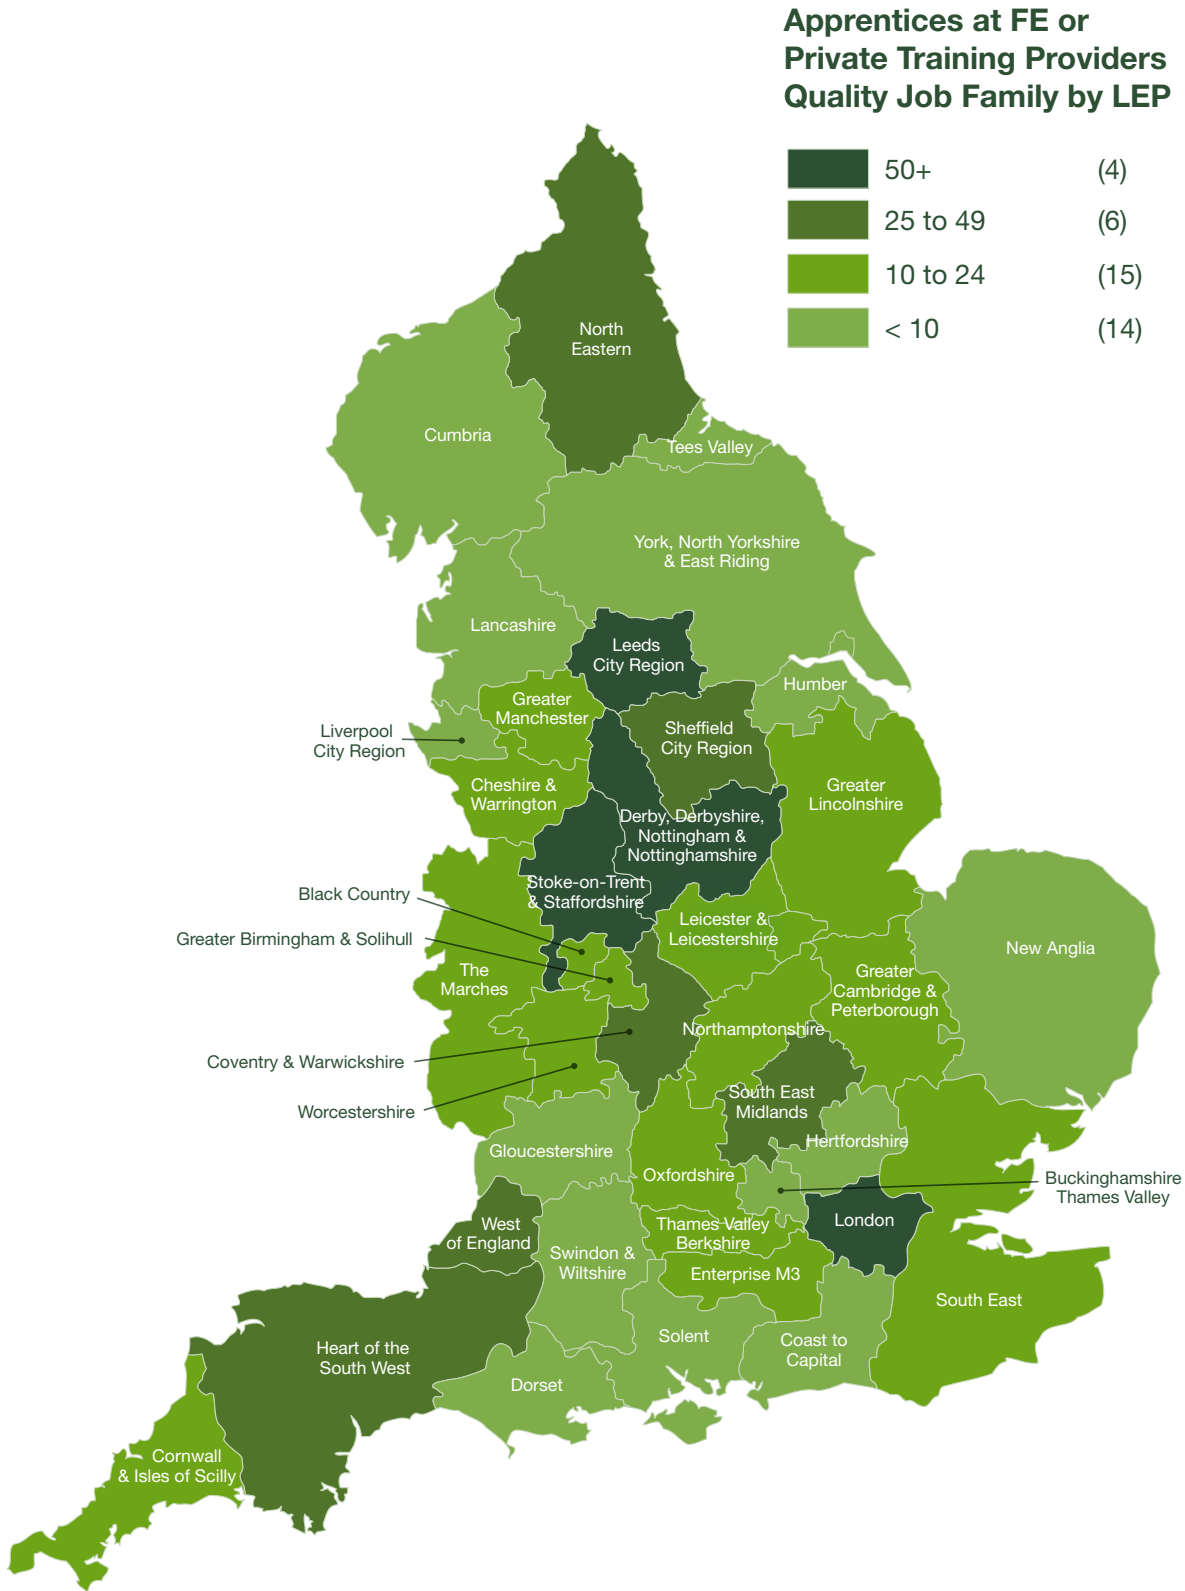 Apprentices at FE or
Private Training Providers
Quality Job Family by LEP
50+ (4)
25 to 49 (6)
10 to 24 (15)
< 10 (14)
North
Eastern
Cumbria
Tees Valley
York, North Yorkshire
& East Riding
Lancashire
Leeds
City Region
Humber
Greater
Manchester
Liverpool
City Region
Sheffield
City Region
Cheshire &
Warrington
Greater
Lincolnshire
Derby, Derbyshire,
Nottingham &
Nottinghamshire
Stoke-on-Trent
& Staffordshire
Black Country
Greater Birmingham & Solihull
Leicester &
Leicestershire
New Anglia
The
Marches
Greater
Cambridge &
Peterborough
Northamptonshire
Coventry & Warwickshire
Worcestershire
South East
Midlands
Hertfordshire
Gloucestershire
Oxfordshire
Buckinghamshire
Thames Valley
London
West
of England
Thames Valley
Berkshire
Swindon &
Wiltshire
Enterprise M3
South East
Solent
Coast to
Capital
Heart of the
South West
Dorset
Cornwall
& Isles of Scilly